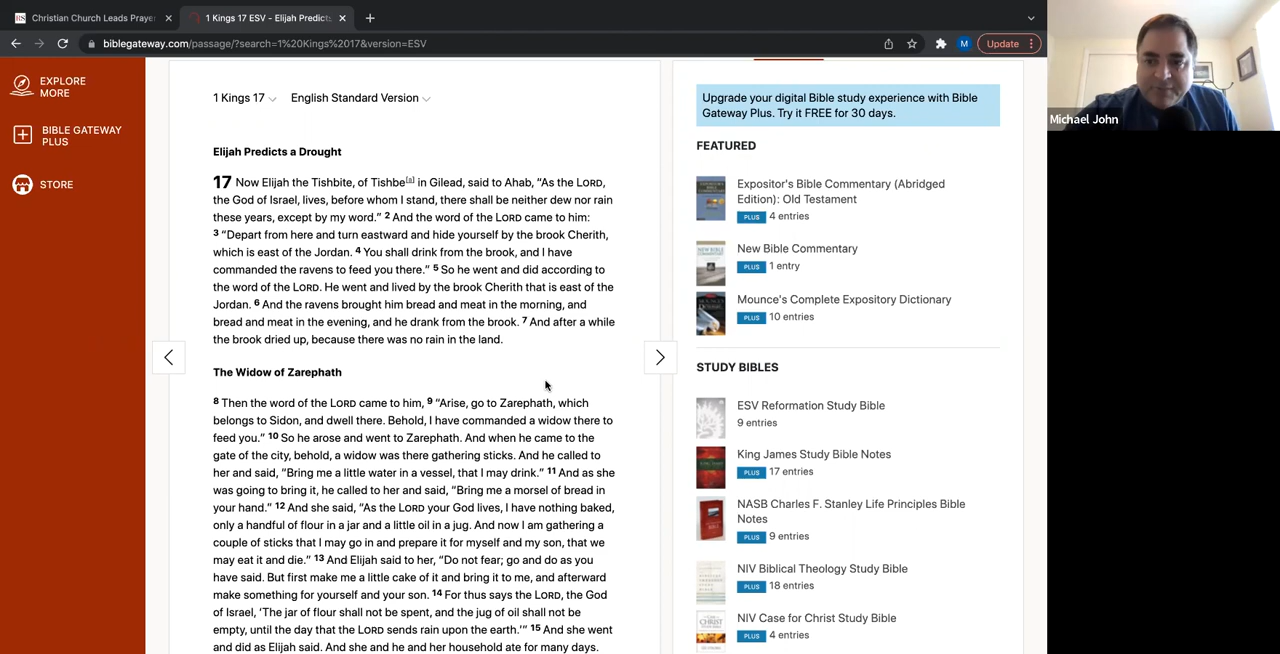 Christian Church Leads Praye
1 Kings 17 ESV - Elijah Predicts
biblegateway.com/passage/?search=1%20Kings%2017&version=ESV
M
Update
EXPLORE
MORE
BIBLE GATEWAY
PLUS
STORE
1 Kings 17 English Standard Version
Elijah Predicts a Drought
17 Now Elijah the Tishbite, of Tishbe[a] in Gilead, said to Ahab, “As the LORD,
the God of Israel, lives, before whom I stand, there shall be neither dew nor rain
these years, except by my word.” 2 And the word of the LORD came to him:
3 “Depart from here and turn eastward and hide yourself by the brook Cherith,
which is east of the Jordan. 4 You shall drink from the brook, and I have
commanded the ravens to feed you there.” 5 So he went and did according to
the word of the LORD. He went and lived by the brook Cherith that is east of the
Jordan. 6 And the ravens brought him bread and meat in the morning, and
bread and meat in the evening, and he drank from the brook. 7 And after a while
the brook dried up, because there was no rain in the land.
The Widow of Zarephath
8 Then the word of the LORD came to him, 9 “Arise, go to Zarephath, which
belongs to Sidon, and dwell there. Behold, I have commanded a widow there to
feed you.” 10 So he arose and went to Zarephath. And when he came to the
gate of the city, behold, a widow was there gathering sticks. And he called to
her and said, “Bring me a little water in a vessel, that I may drink.” 11 And as she
was going to bring it, he called to her and said, “Bring me a morsel of bread in
your hand.” 12 And she said, “As the LORD your God lives, I have nothing baked,
only a handful of flour in a jar and a little oil in a jug. And now I am gathering a
couple of sticks that I may go in and prepare it for myself and my son, that we
may eat it and die.” 13 And Elijah said to her, “Do not fear; go and do as you
have said. But first make me a little cake of it and bring it to me, and afterward
make something for yourself and your son. 14 For thus says the LORD, the God
of Israel, ‘The jar of flour shall not be spent, and the jug of oil shall not be
empty, until the day that the LORD sends rain upon the earth.’” 15 And she went
and did as Elijah said. And she and he and her household ate for many days.
Upgrade your digital Bible study experience with Bible
Gateway Plus. Try it FREE for 30 days.
FEATURED
Expositor's Bible Commentary (Abridged
Edition): Old Testament
PLUS 4 entries
New Bible Commentary
PLUS 1 entry
Mounce's Complete Expository Dictionary
PLUS 10 entries
STUDY BIBLES
ESV Reformation Study Bible
9 entries
King James Study Bible Notes
PLUS 17 entries
NASB Charles F. Stanley Life Principles Bible
Notes
PLUS 9 entries
NIV Biblical Theology Study Bible
PLUS 18 entries
NIV Case for Christ Study Bible
PLUS 4 entries
Michael John